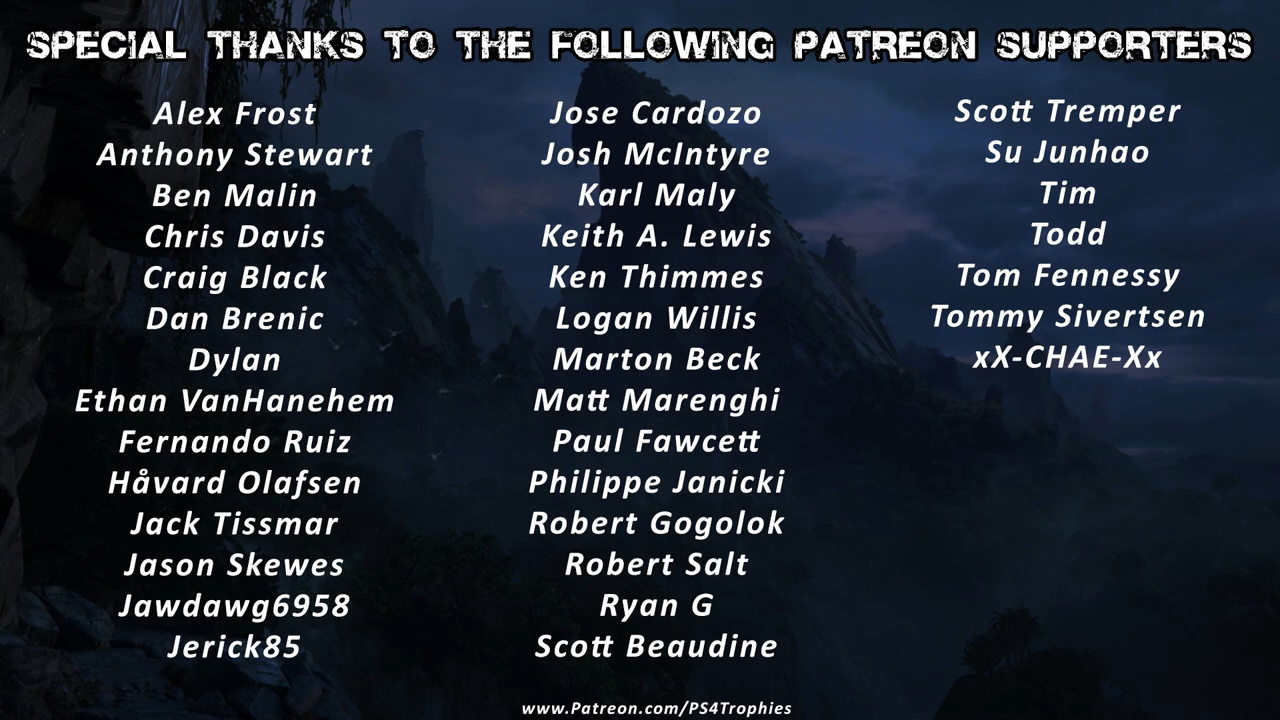 SPECIAL THANKS TO THE FOLLOWING PATREON SUPPORTERS
Alex Frost
Anthony Stewart
Ben Malin
Chris Davis
Craig Black
Dan Brenic
Dylan
Ethan VanHanehem
Fernando Ruiz
Håvard Olafsen
Jack Tissmar
Jason Skewes
Jawdawg6958
Jerick85
Jose Cardozo
Josh McIntyre
Karl Maly
Keith A. Lewis
Ken Thimmes
Logan Willis
Marton Beck
Matt Marenghi
Paul Fawcett
Philippe Janicki
Robert Gogolok
Robert Salt
Ryan G
Scott Beaudine
Scott Tremper
Su Junhao
Tim
Todd
Tom Fennessy
Tommy Sivertsen
xX-CHAE-Xx
www.Patreon.com/PS4Trophies